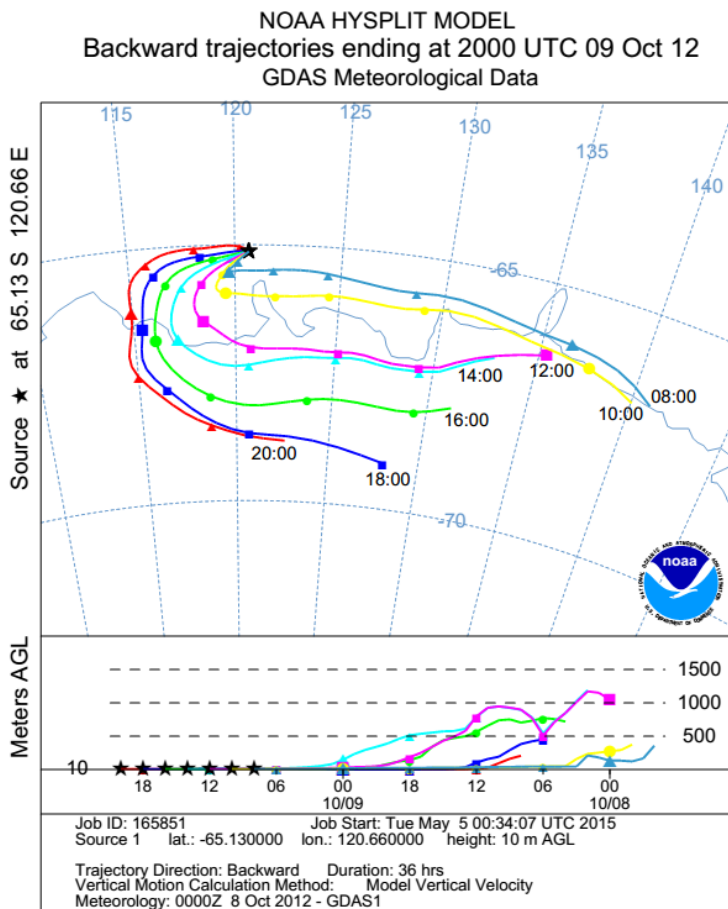 NOAA HYSPLIT MODEL
Backward trajectories ending at 2000 UTC 09 Oct 12
GDAS Meteorological Data
Source ★ at 65.13 S 120.66 E
115
120
125
130
135
140
-65
-70
14:00
12:00
08:00
10:00
16:00
20:00
18:00
noaa
Meters AGL
1500
1000
500
10
18 12 06 00 18 12 06 00
10/09 10/08
Job ID: 165851 Job Start: Tue May 5 00:34:07 UTC 2015
Source 1 lat.: -65.130000 lon.: 120.660000 height: 10 m AGL
Trajectory Direction: Backward Duration: 36 hrs
Vertical Motion Calculation Method: Model Vertical Velocity
Meteorology: 0000Z 8 Oct 2012 - GDAS1